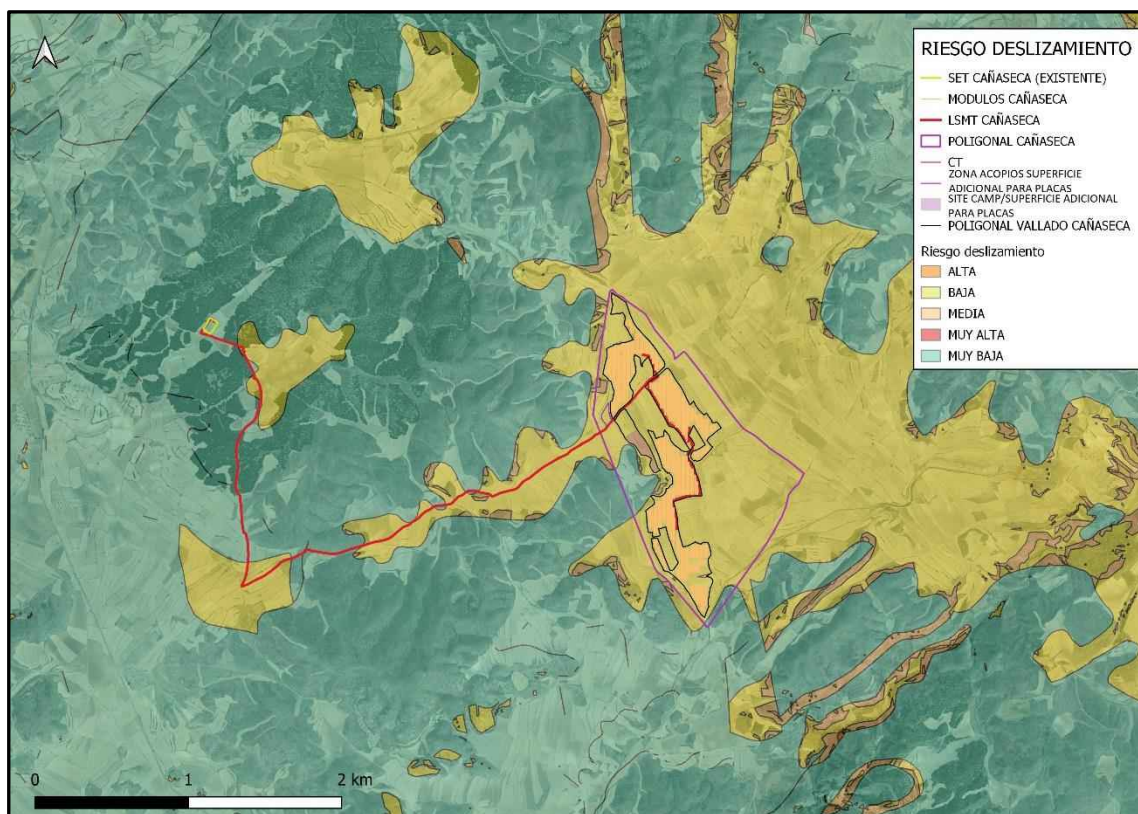 RIESGO DESLIZAMIENTO
SET CAÑASECA (EXISTENTE)
MODULOS CAÑASECA
LSMT CAÑASECA
POLIGONAL CAÑASECA
CT
ZONA ACOPIOS SUPERFICIE
ADICIONAL PARA PLACAS
SITE CAMP/SUPERFICIE ADICIONAL
PARA PLACAS
POLIGONAL VALLADO CAÑASECA
Riesgo deslizamiento
ALTA
BAJA
MEDIA
MUY ALTA
MUY BAJA
0 1 2 km